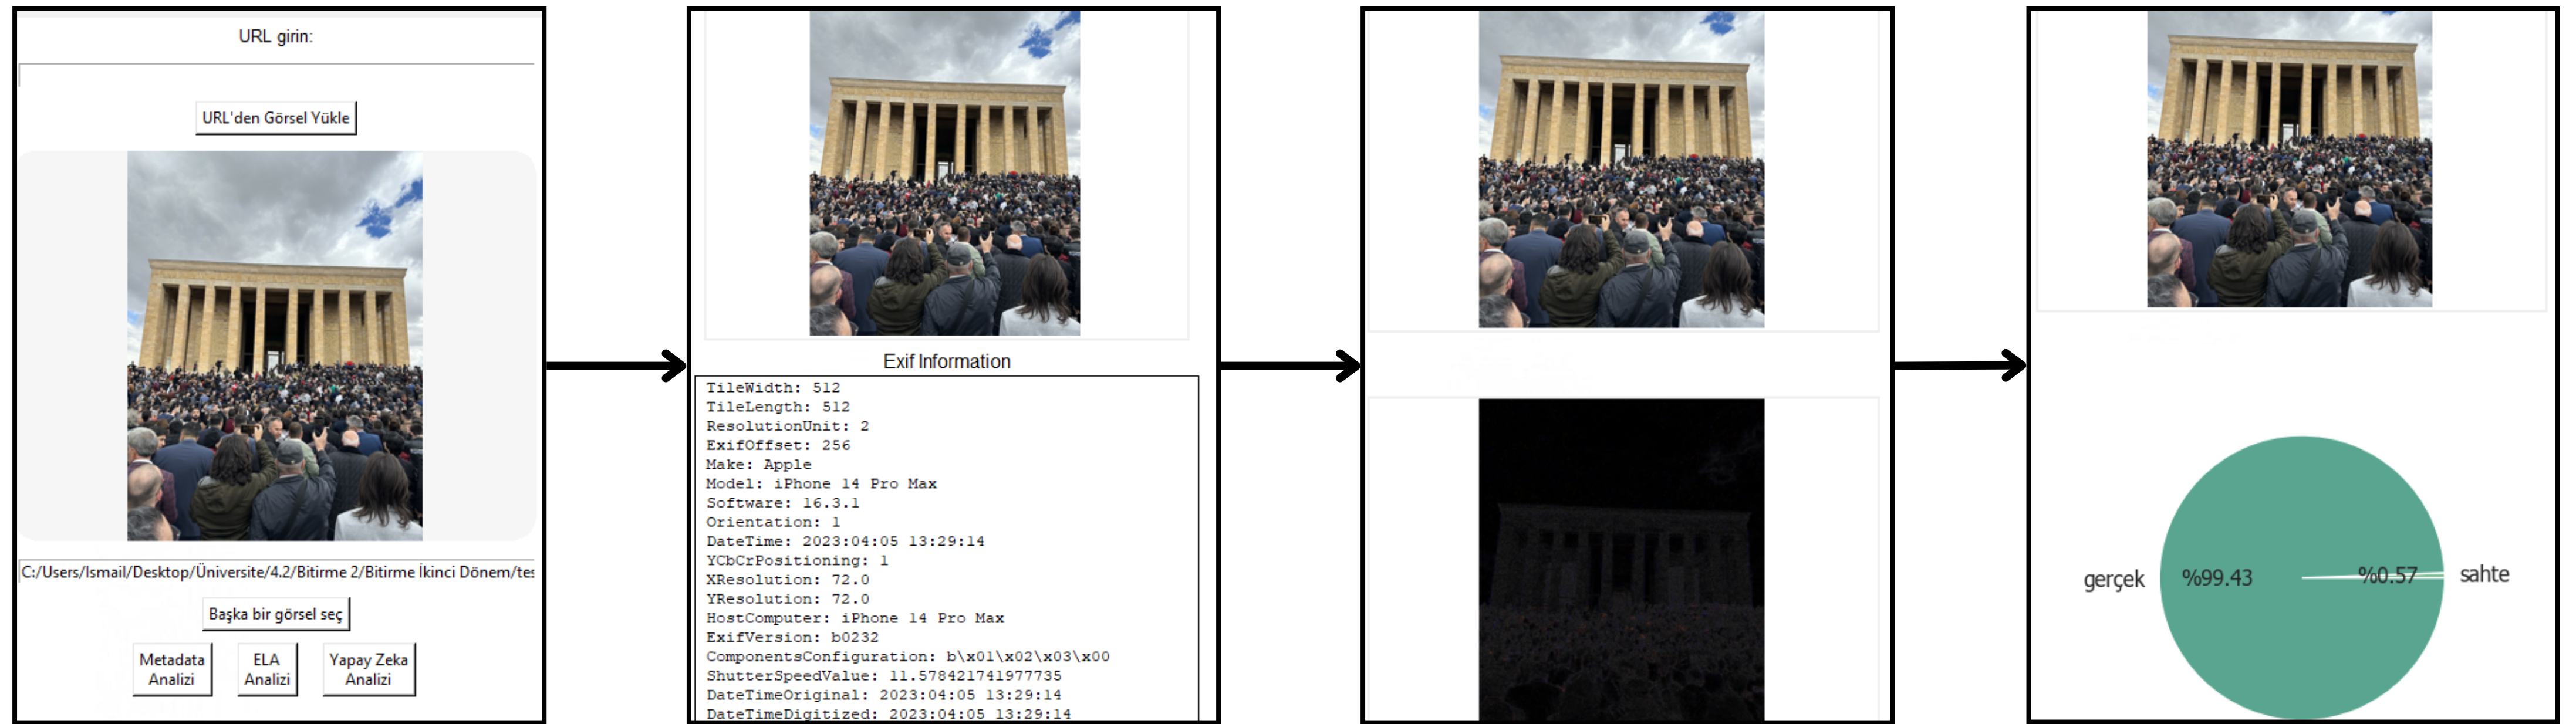 URL girin:
URL'den Görsel Yükle
C:/Users/Ismail/Desktop/Üniversite/4.2/Bitirme 2/Bitirme İkinci Dönem/tes
Başka bir görsel seç
Metadata
Analizi
ELA
Analizi
Yapay Zeka
Analizi
Exif Information
TileWidth: 512
TileLength: 512
ResolutionUnit: 2
ExifOffset: 256
Make: Apple
Model: iPhone 14 Pro Max
Software: 16.3.1
Orientation: 1
DateTime: 2023:04:05 13:29:14
YCbCrPositioning: 1
XResolution: 72.0
YResolution: 72.0
HostComputer: iPhone 14 Pro Max
ExifVersion: b0232
ComponentsConfiguration: b\x01\x02\x03\x00
ShutterSpeedValue: 11.578421741977735
DateTimeOriginal: 2023:04:05 13:29:14
DateTimeDigitized: 2023:04:05 13:29:14
gerçek %99.43 %0.57 sahte